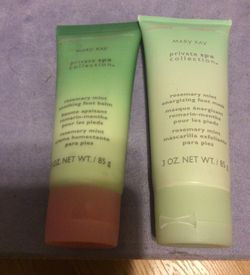 MARY KAY
private spa
collection
rosemary mint
soothing foot balm
baume apaisant
romarin-menthe
pour les pieds
rosemary mint
para pies
OZ. NET. WT. / 85 g
MARY KAY
private spa
collection
rosemary mint
energizing foot
masque énergisant
romarin-menthe
pour les pieds
rosemary mint
mascarilla exfoliante
para pies
3 OZ. NET. WT. / 85 g